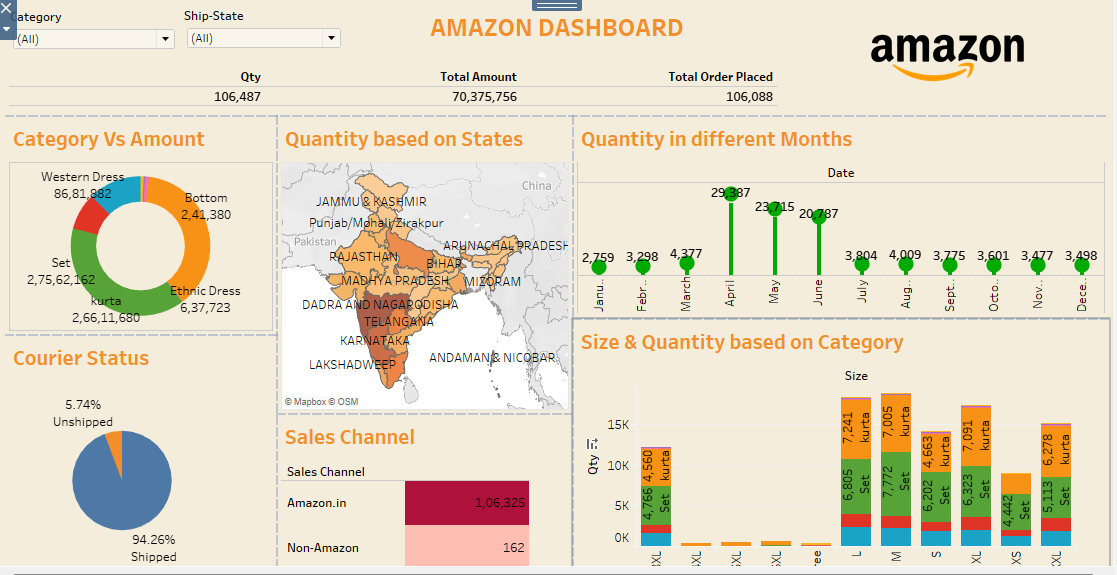 Category
(All)
Ship-State
(All)
AMAZON DASHBOARD
amazon
Qty Total Amount Total Order Placed
106,487 70,375,756 106,088
Category Vs Amount
Western Dress
86,81,882
Bottom
2,41,380
Set
2,75,62,162
kurta
2,66,11,680
Ethnic Dress
6,37,723
Quantity based on States
China
JAMMU & KASHMIR
Punjab/Mohali/Zirakpur
Pakistan
ARUNACHAL PRADESH
RAJASTHAN
BIHAR
MADHYA PRADESH
MIZORAM
DADRA AND NAGAR
ODISHA
TELANGANA
KARNATAKA
ANDAMAN & NICOBAR
LAKSHADWEEP
© Mapbox © OSM
Quantity in different Months
Date
29,387
23,715
20,787
2,759 3,298 4,377 3,804 4,009 3,775 3,601 3,477 3,498
Janu..
Febr..
March
April
May
June
July
Aug..
Sept..
Octo..
Nov..
Dece..
Courier Status
5.74%
Unshipped
94.26%
Shipped
Sales Channel
Sales Channel
Amazon.in 1,06,325
Non-Amazon 162
Size & Quantity based on Category
Size
Qty
15K
10K
5K
0K
4,560 kurta
4,766 Set
7,241 kurta
6,805 Set
7,005 kurta
7,772 Set
4,663 kurta
6,202 Set
7,091 kurta
6,323 Set
4,442 Set
6,278 kurta
5,113 Set
L
M
S
XL
XS